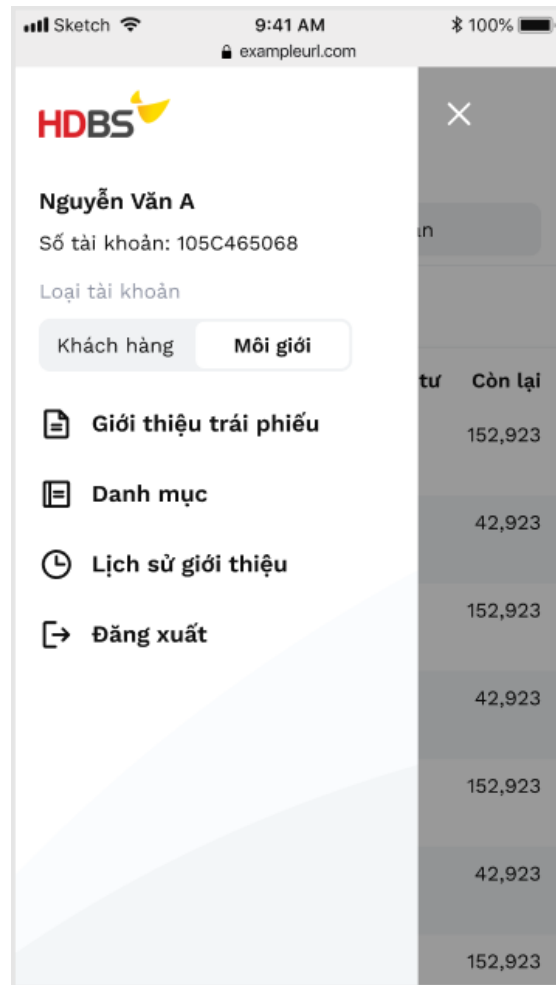 Sketch 9:41 AM 100%
exampleurl.com
HDBS
Nguyễn Văn A
Số tài khoản: 105C465068
Loại tài khoản
Khách hàng Môi giới
Giới thiệu trái phiếu
Danh mục
Lịch sử giới thiệu
Đăng xuất
tư Còn lại
152,923
42,923
152,923
42,923
152,923
42,923
152,923